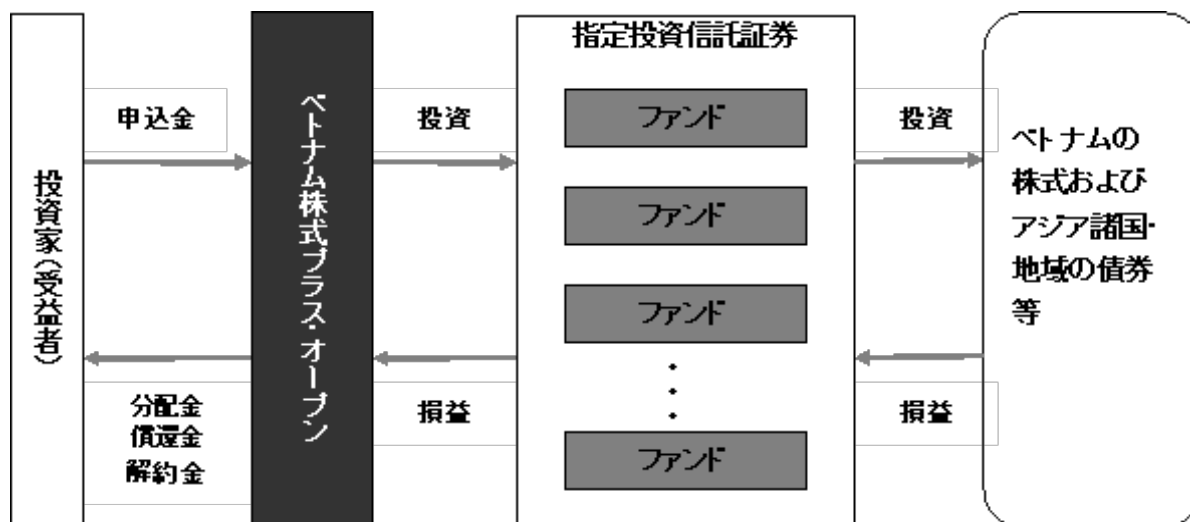 投資家(受益者)
申込金
分配金
償還金
解約金
ベトナム株式プラス・オープン
投資
損益
指定投資信託証券
ファンド
ファンド
ファンド
ファンド
投資
損益
ベトナムの
株式および
アジア諸国・
地域の債券
等